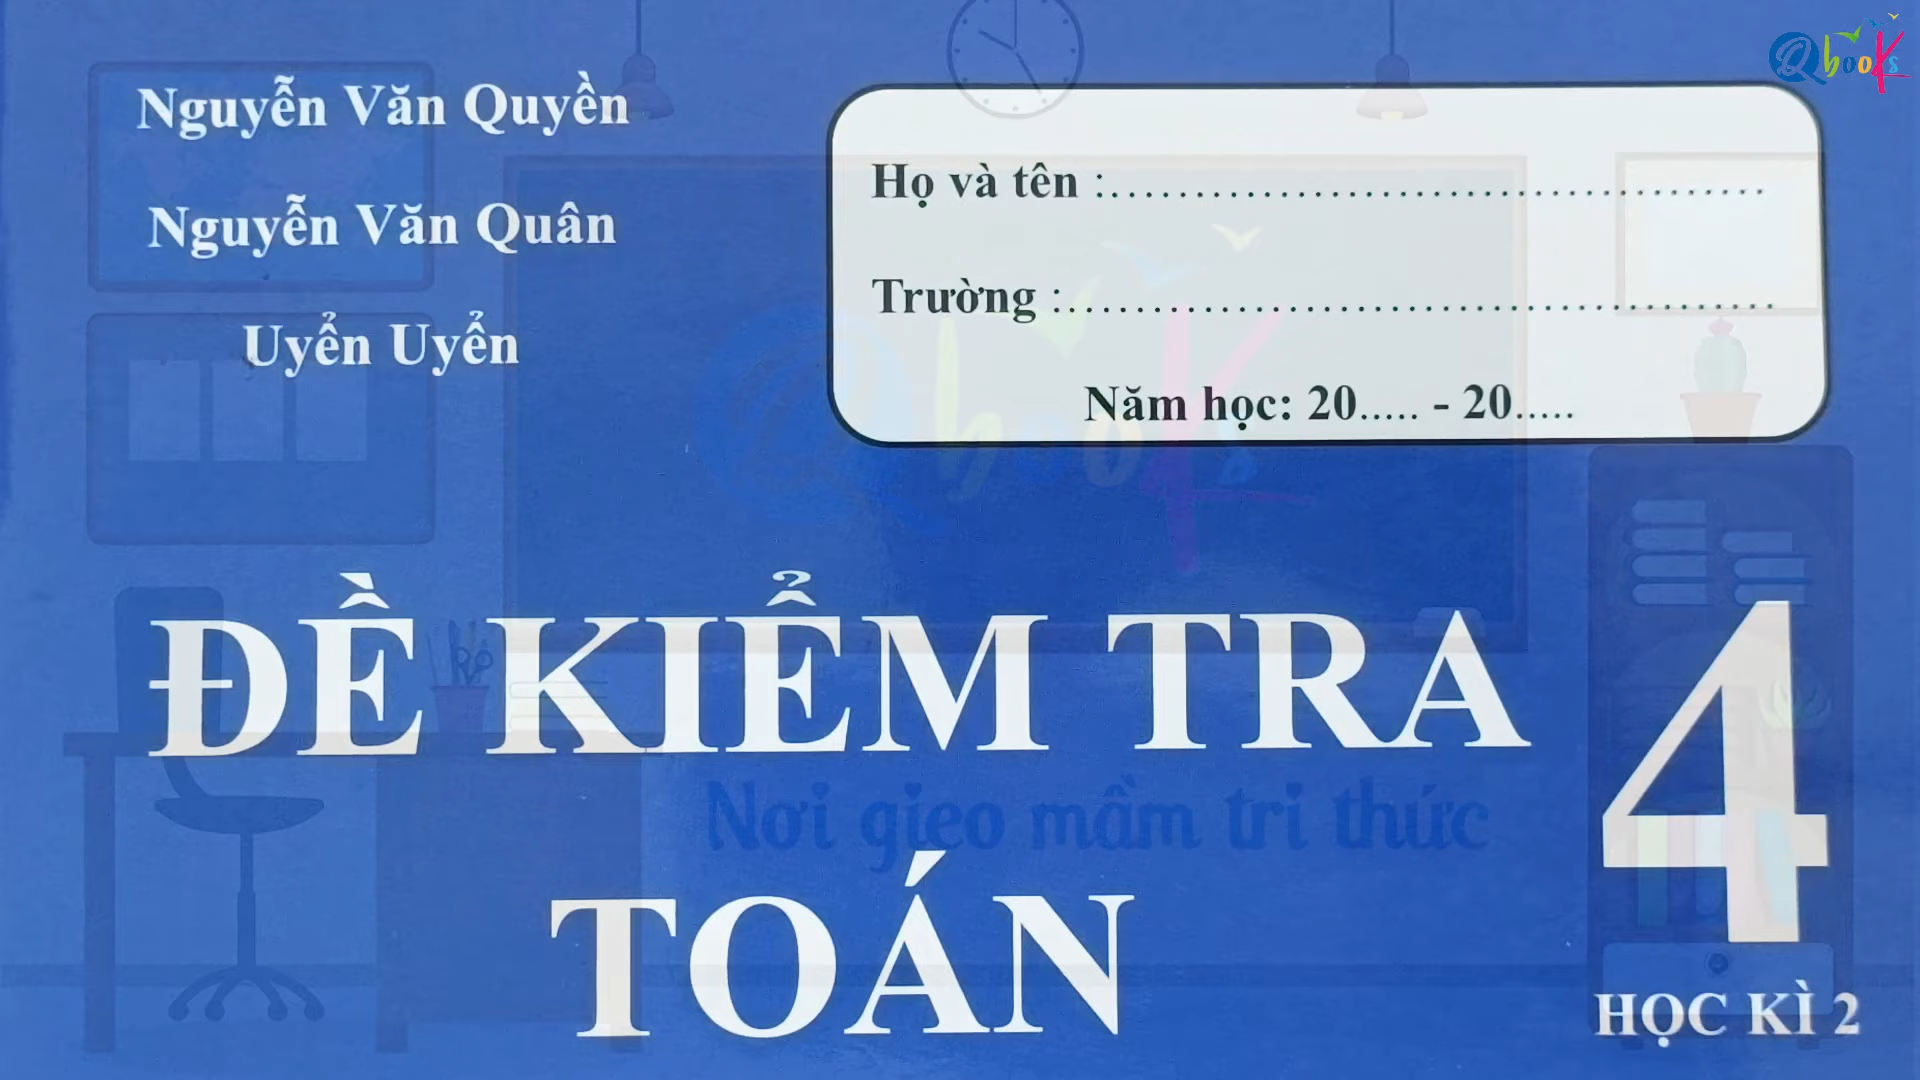 Qbooks
Nguyễn Văn Quyền
Nguyễn Văn Quân
Uyển Uyển
Họ và tên :........................................
Trường :...........................................
Năm học: 20..... - 20.....
Qbooks
ĐỀ KIỂM TRA
TOÁN
4
HỌC KÌ 2
Nơi gieo mầm tri thức